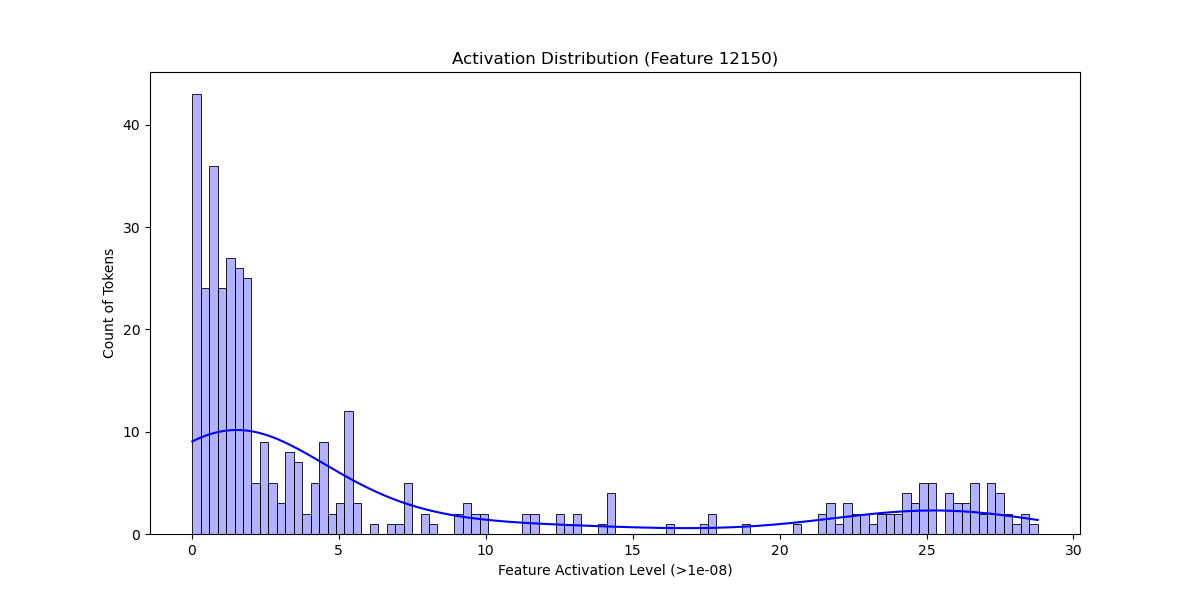 Activation Distribution (Feature 12150)
Count of Tokens
40
30
20
10
0
0 5 10 15 20 25 30
Feature Activation Level (>1e-08)